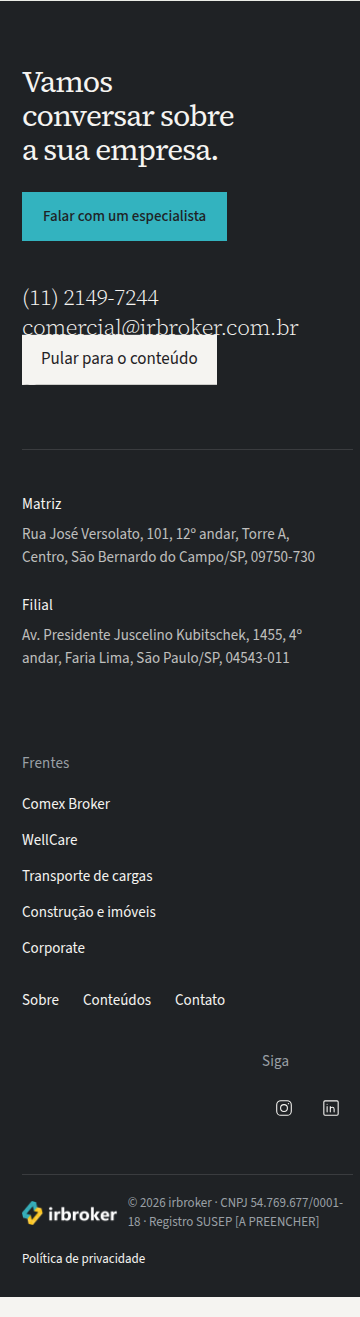 Vamos
conversar sobre
a sua empresa.
Falar com um especialista
(11) 2149-7244
comercial@irbroker.com.br
Pular para o conteúdo
Matriz
Rua José Versolato, 101, 12º andar, Torre A,
Centro, São Bernardo do Campo/SP, 09750-730
Filial
Av. Presidente Juscelino Kubitschek, 1455, 4º
andar, Faria Lima, São Paulo/SP, 04543-011
Frentes
Comex Broker
WellCare
Transporte de cargas
Construção e imóveis
Corporate
Sobre Conteúdos Contato
Siga
irbroker
© 2026 irbroker · CNPJ 54.769.677/0001-
18 · Registro SUSEP [A PREENCHER]
Política de privacidade